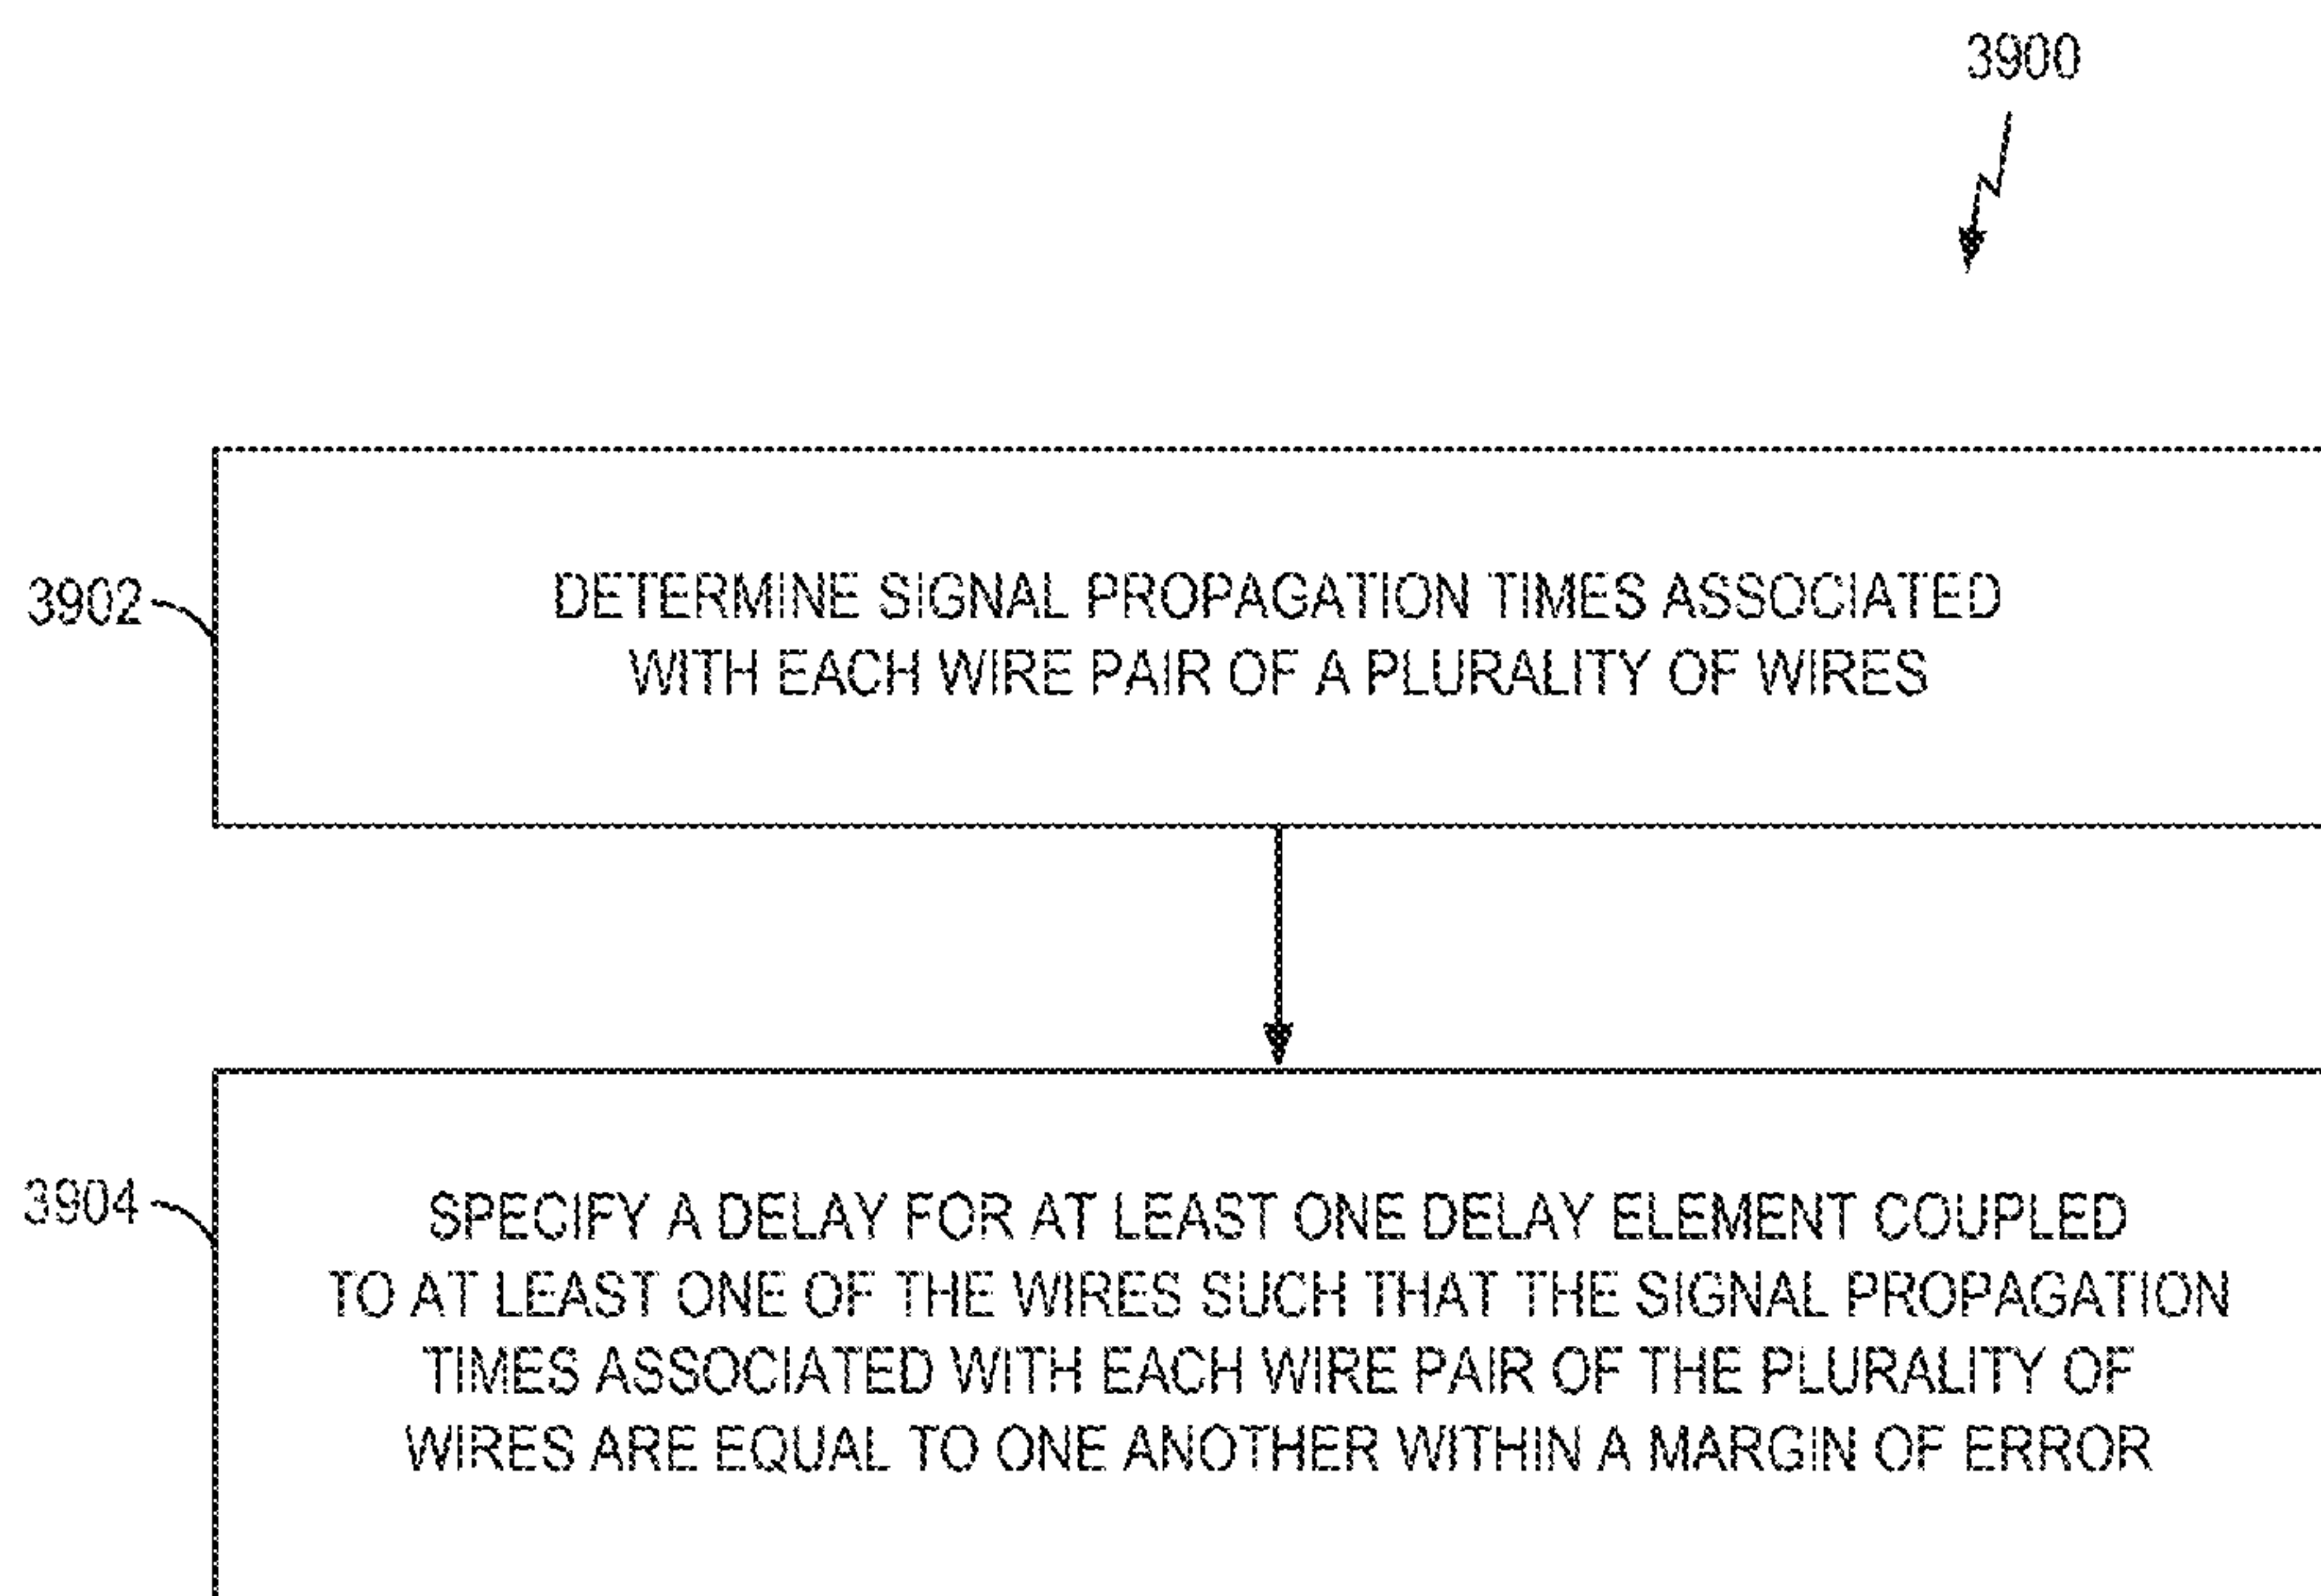 3900
3902
DETERMINE SIGNAL PROPAGATION TIMES ASSOCIATED
WITH EACH WIRE PAIR OF A PLURALITY OF WIRES
3904
SPECIFY A DELAY FOR AT LEAST ONE DELAY ELEMENT COUPLED
TO AT LEAST ONE OF THE WIRES SUCH THAT THE SIGNAL PROPAGATION
TIMES ASSOCIATED WITH EACH WIRE PAIR OF THE PLURALITY OF
WIRES ARE EQUAL TO ONE ANOTHER WITHIN A MARGIN OF ERROR